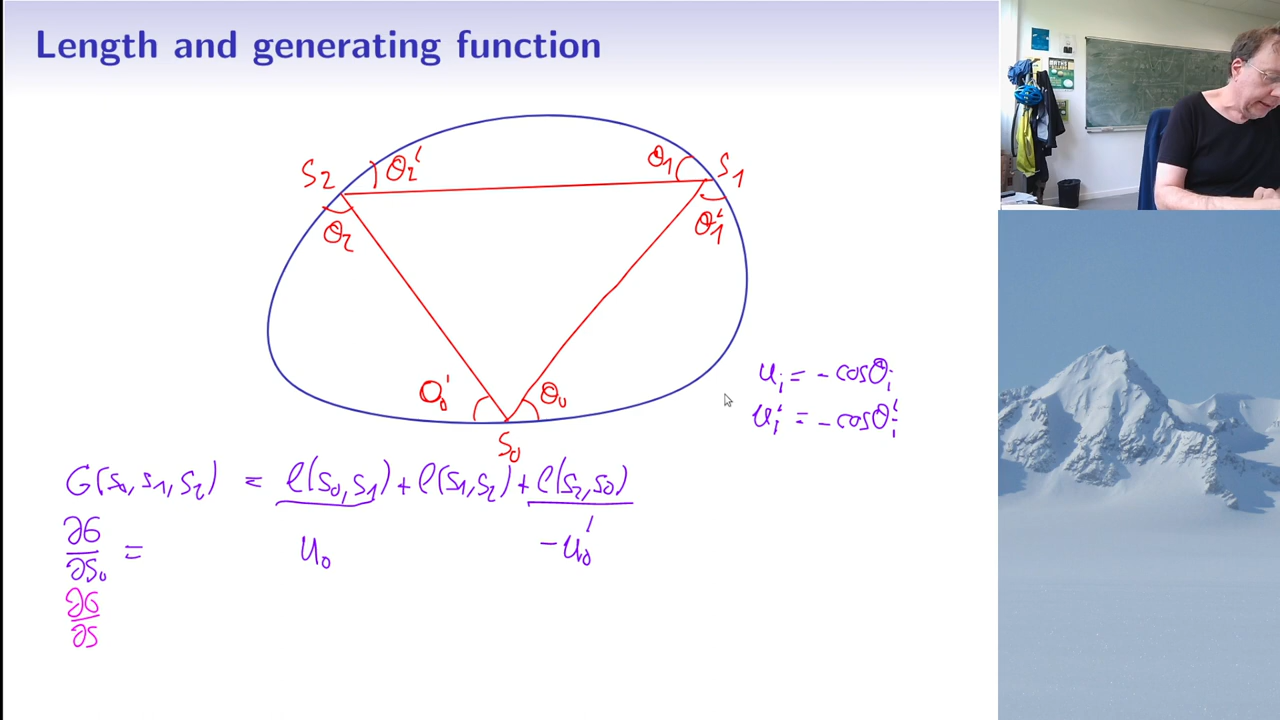 Length and generating function
S2
θ2'
θ1
S1
θ2
θ1'
θ0'
θ0
S0
ui = -cosθi
ui' = -cosθi'
G(s0,s1,s2) = ℓ(s0,s1) + ℓ(s1,s2) + ℓ(s2,s0)
∂G/∂s0 = u0 -u0'
∂G/∂s